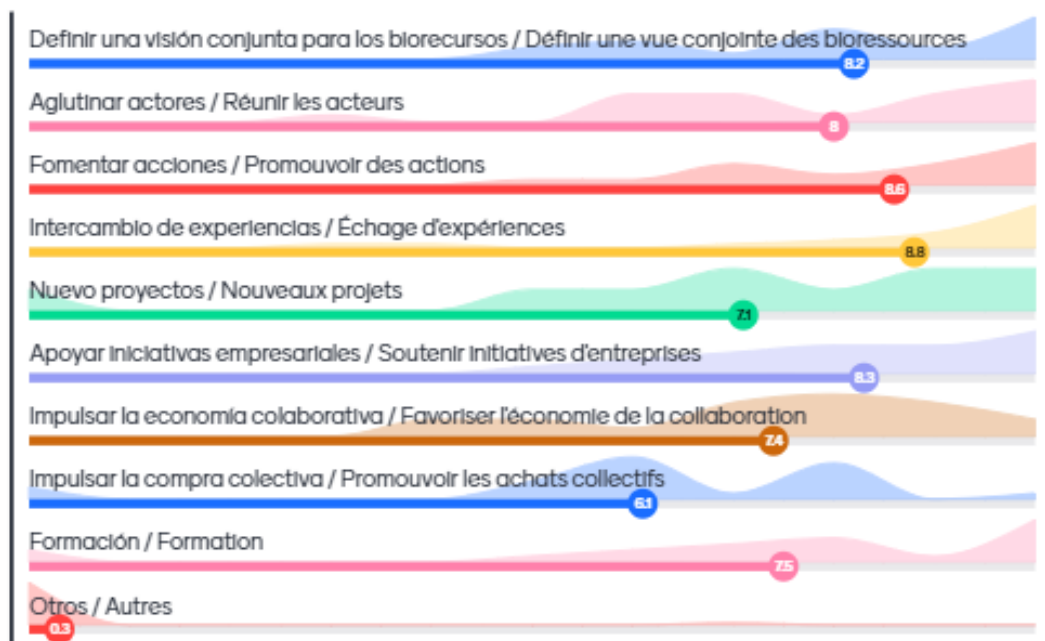 Definir una visión conjunta para los biorecursos / Définir une vue conjointe des bioressources
8.2
Aglutinar actores / Réunir les acteurs
8
Fomentar acciones / Promouvoir des actions
8.6
Intercambio de experiencias / Échage d'expériences
8.8
Nuevo proyectos / Nouveaux projets
7.1
Apoyar iniciativas empresariales / Soutenir initiatives d'entreprises
8.3
Impulsar la economía colaborativa / Favoriser l'économie de la collaboration
7.4
Impulsar la compra colectiva / Promouvoir les achats collectifs
6.1
Formación / Formation
7.5
Otros / Autres
0.3